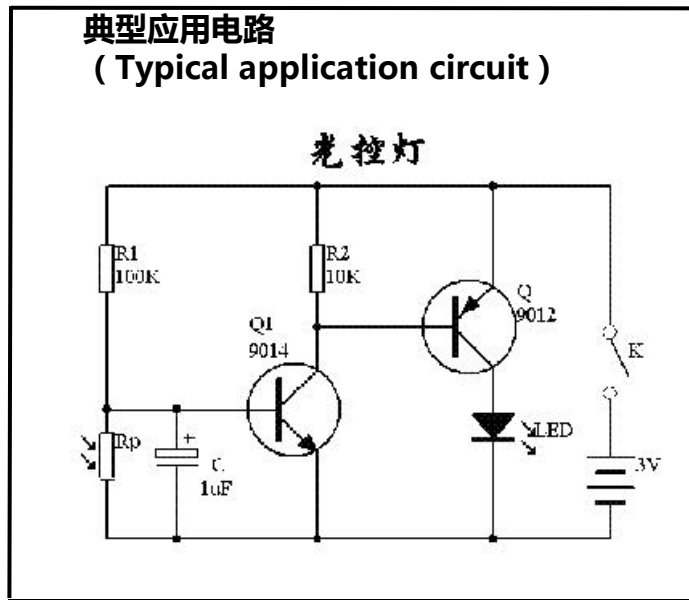 典型应用电路
（Typical application circuit）
光控灯
R1
100K
R2
10K
Q
9012
Q1
9014
K
Rp
+
C
1uF
LED
3V